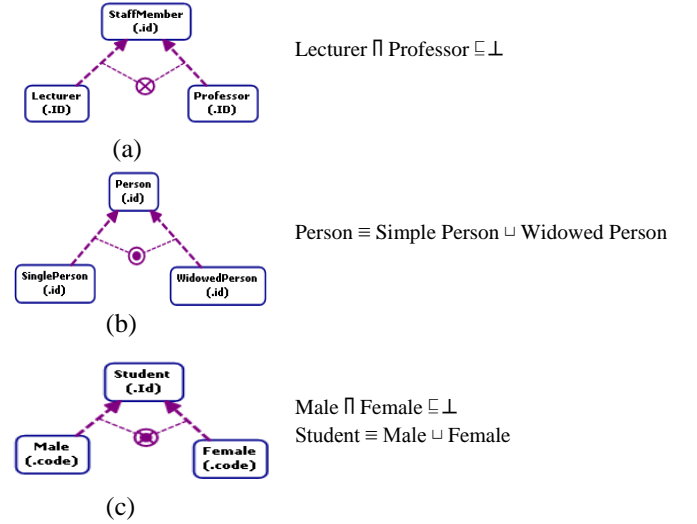 StaffMember
(.id)
Lecturer ⊓ Professor ⊑ ⊥
Lecturer
(.ID)
Professor
(.ID)
(a)
Person
(.id)
Person ≡ Simple Person ⊔ Widowed Person
SinglePerson
(.id)
WidowedPerson
(.id)
(b)
Student
(.Id)
Male ⊓ Female ⊑ ⊥
Student ≡ Male ⊔ Female
Male
(.code)
Female
(.code)
(c)